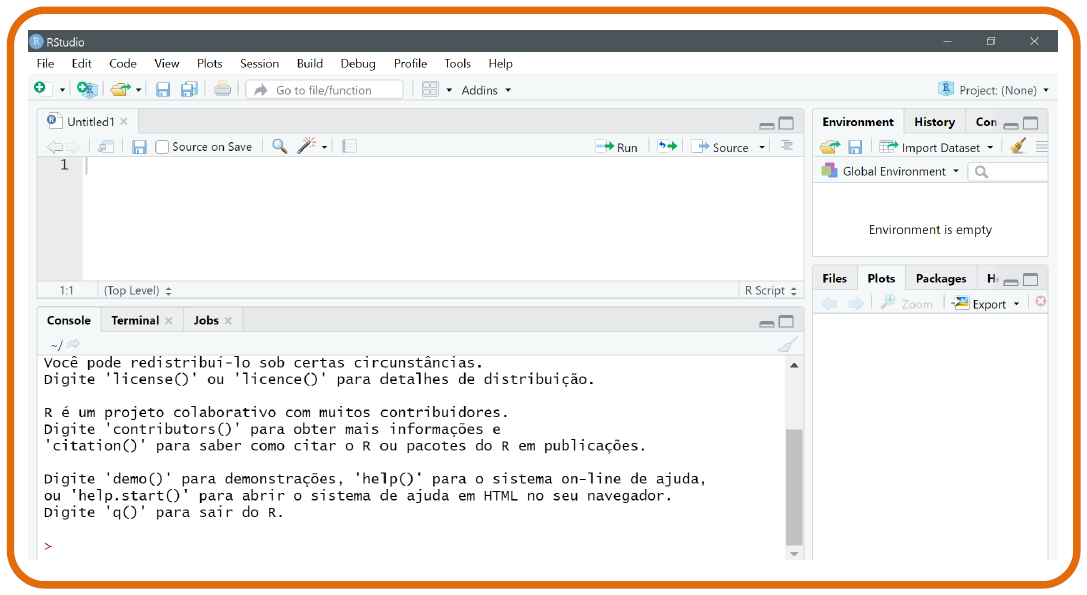 RStudio
File Edit Code View Plots Session Build Debug Profile Tools Help
Go to file/function Addins Project: (None)
Untitled1
Source on Save Run Source
1
1:1 (Top Level) R Script
Console Terminal Jobs
~/
Você pode redistribuí-lo sob certas circunstâncias.
Digite 'license()' ou 'licence()' para detalhes de distribuição.
R é um projeto colaborativo com muitos contribuidores.
Digite 'contributors()' para obter mais informações e
'citation()' para saber como citar o R ou pacotes do R em publicações.
Digite 'demo()' para demonstrações, 'help()' para o sistema on-line de ajuda,
ou 'help.start()' para abrir o sistema de ajuda em HTML no seu navegador.
Digite 'q()' para sair do R.
>
Environment History Con
Import Dataset
Global Environment
Environment is empty
Files Plots Packages H
Zoom Export